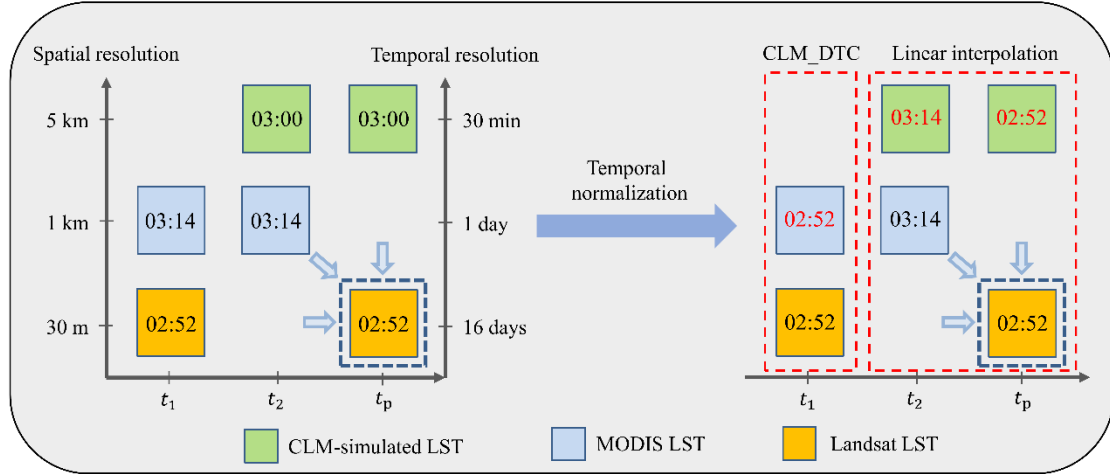 Spatial resolution
Temporal resolution
CLM_DTC
Linear interpolation
5 km
03:00
03:00
30 min
03:14
02:52
Temporal
normalization
1 km
03:14
03:14
1 day
02:52
03:14
30 m
02:52
02:52
16 days
02:52
02:52
t₁
t₂
tₚ
t₁
t₂
tₚ
CLM-simulated LST
MODIS LST
Landsat LST